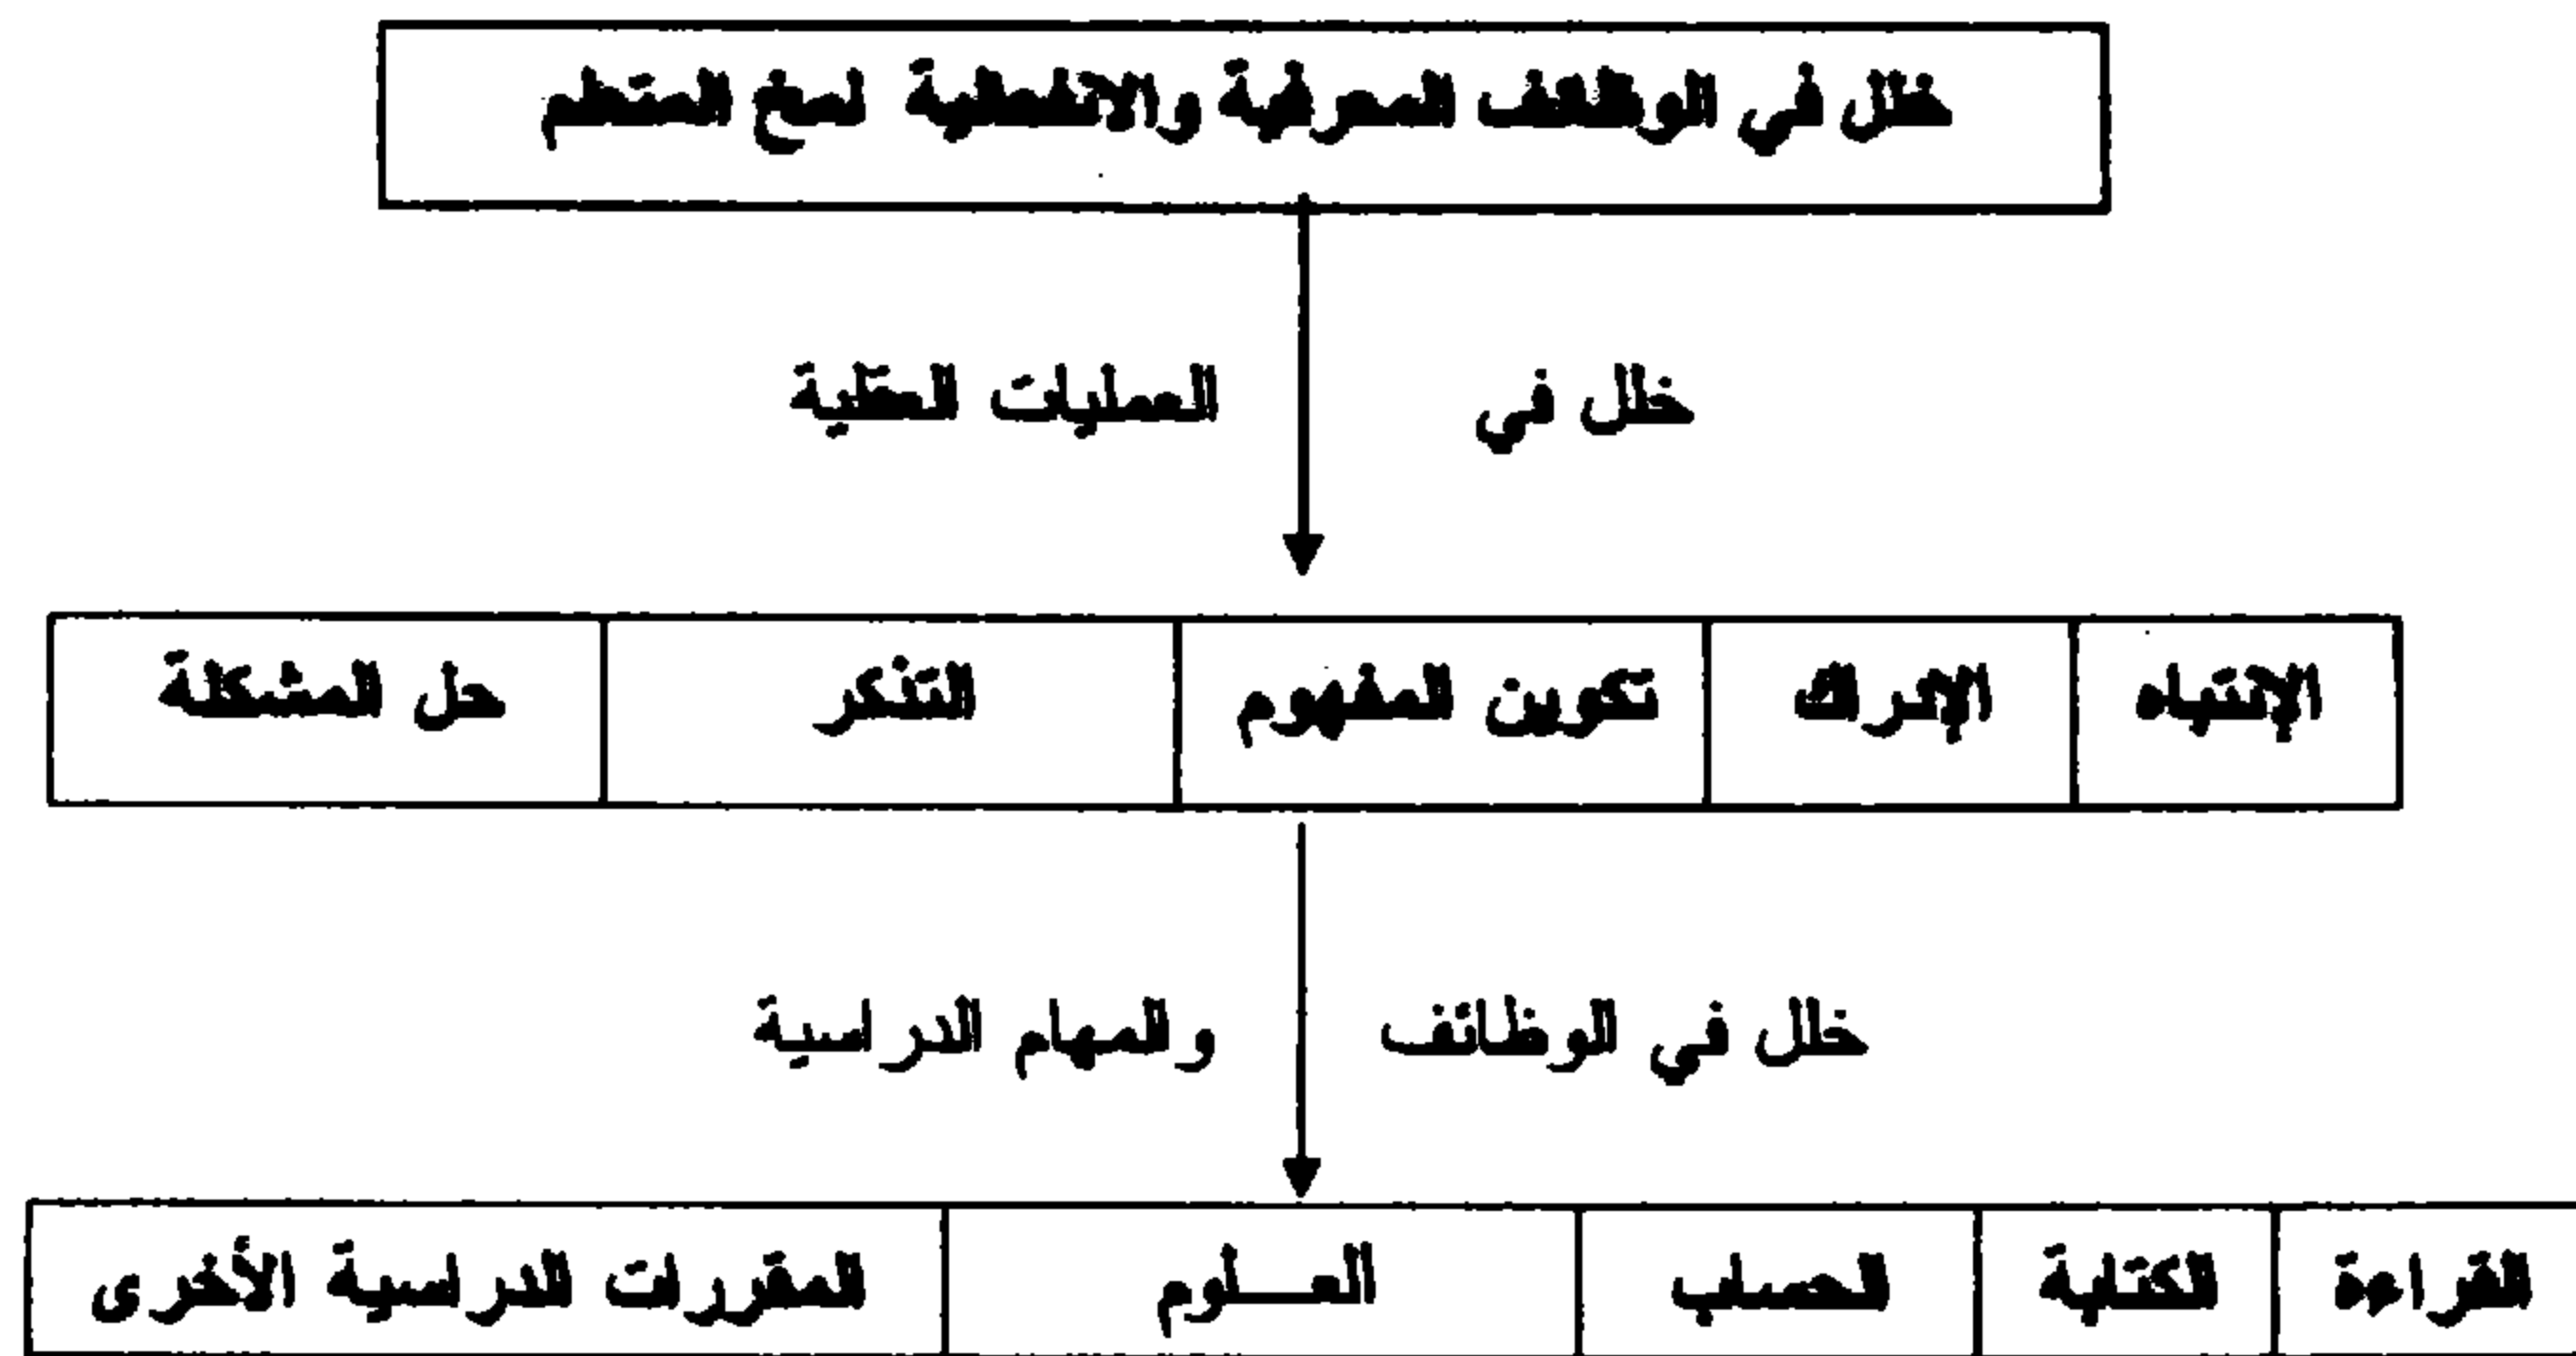 خلل في الوظائف المعرفية والانفعالية لمخ المتعلم
خلل في العمليات العقلية
الإنتباه الإدراك تكوين المفهوم التذكر حل المشكلة
خلل في الوظائف والمهام الدراسية
القراءة الكتابة الحساب العـــلوم المقررات الدراسية الأخرى